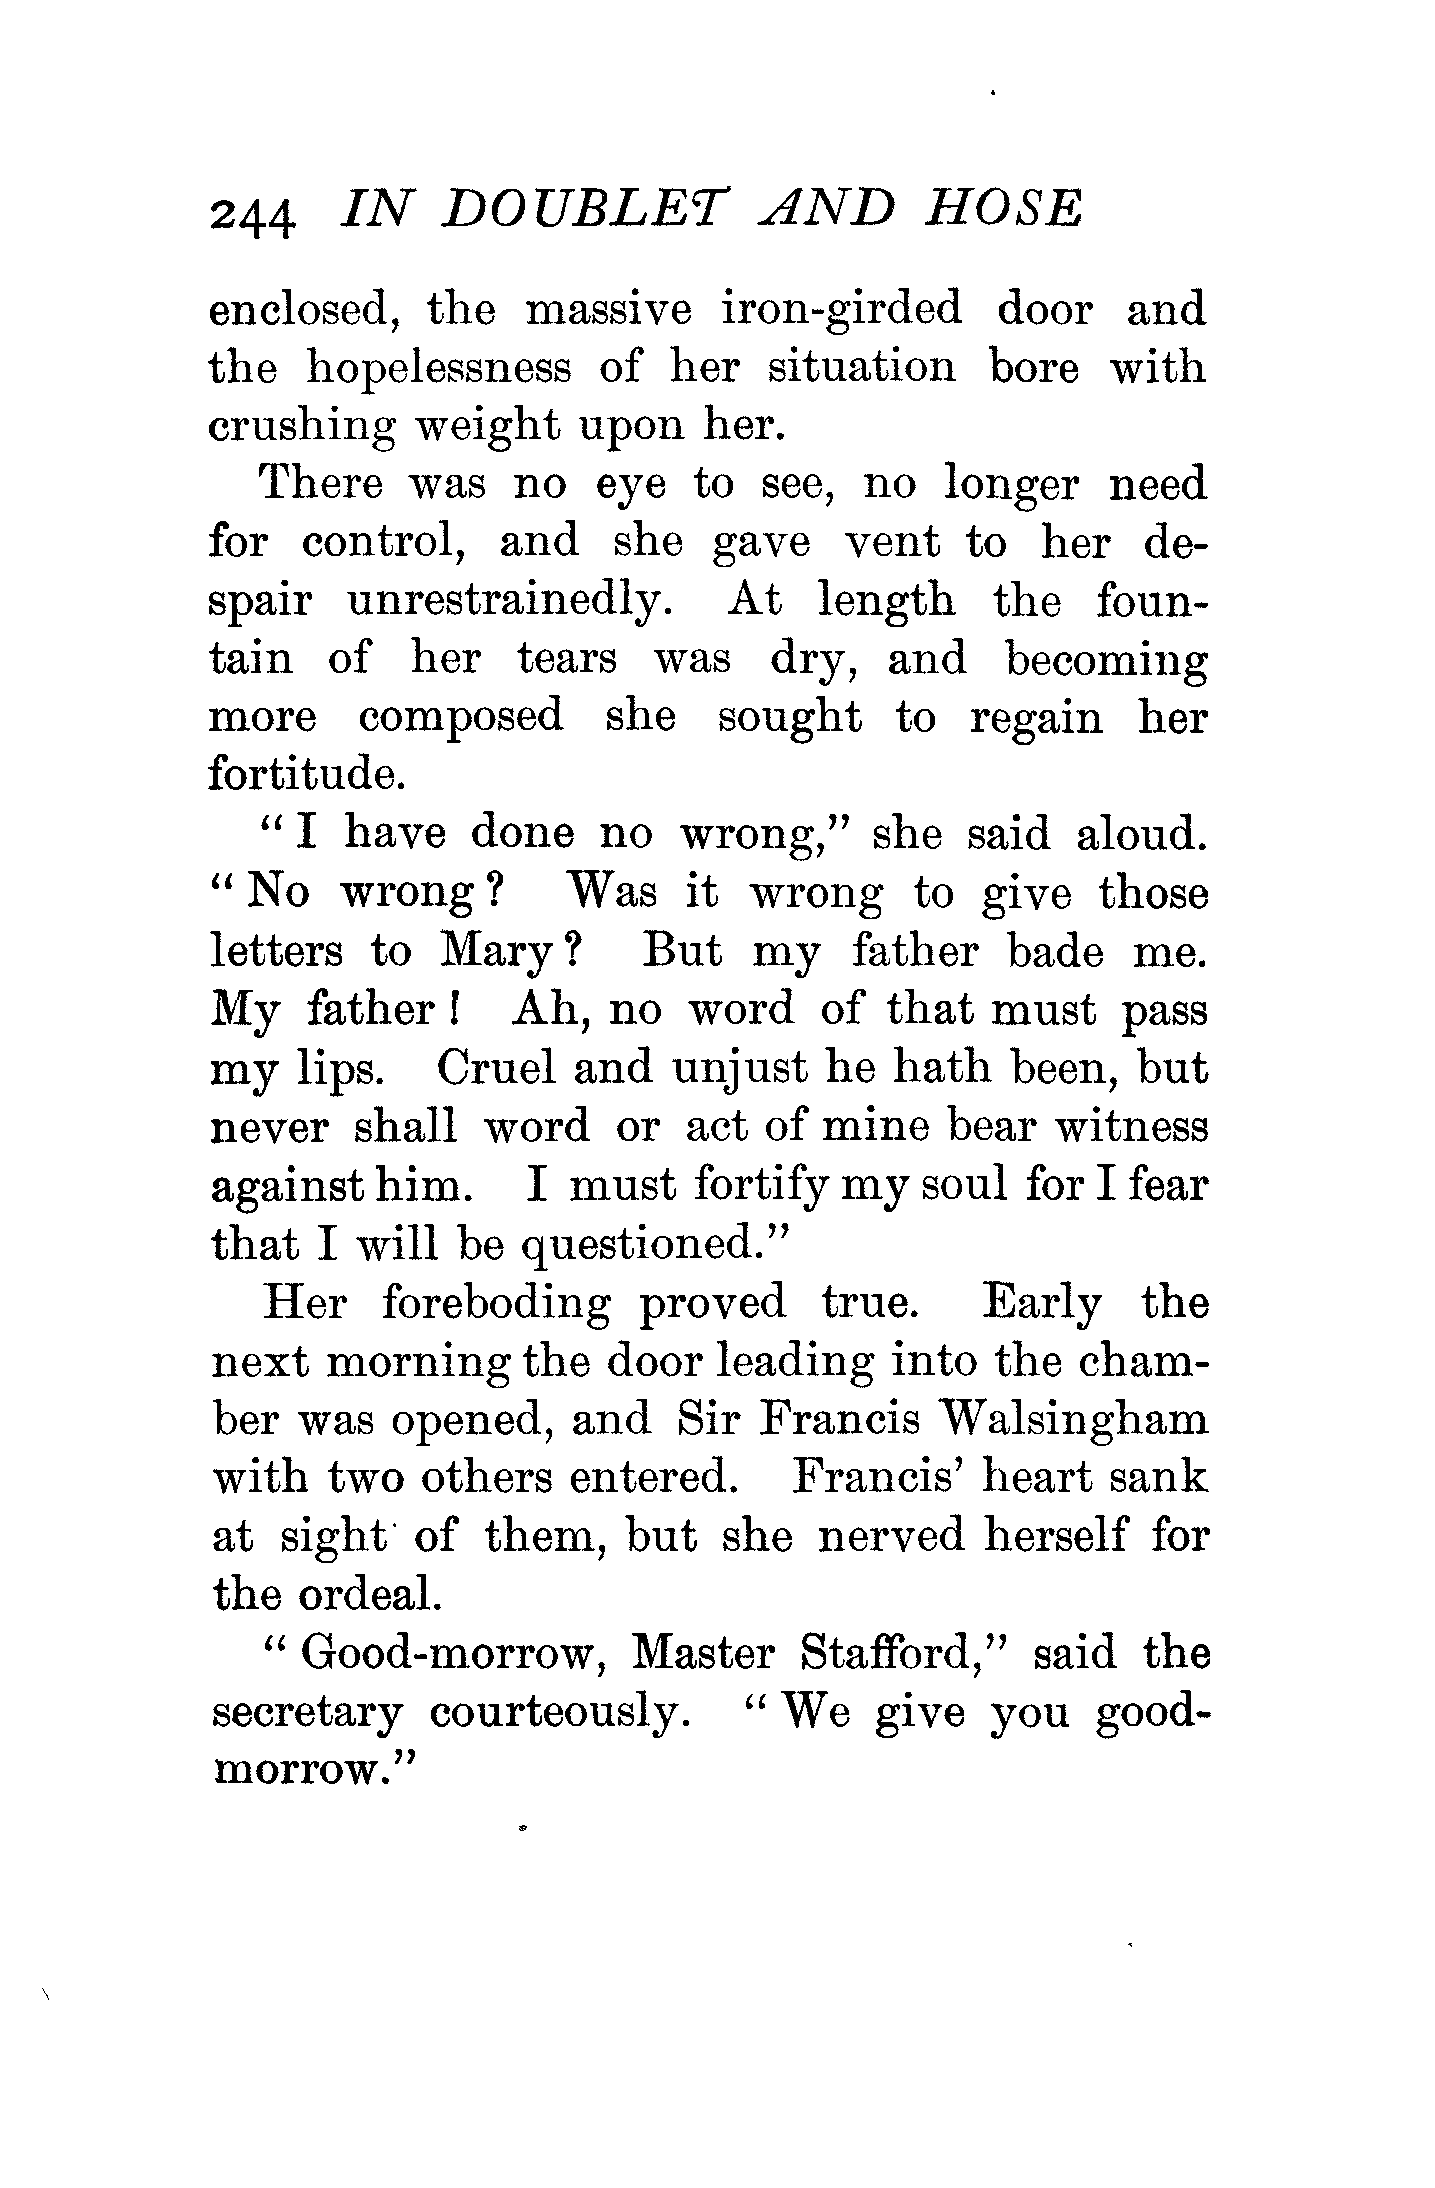 244 IN DOUBLET AND HOSE
enclosed, the massive iron-girded door and
the hopelessness of her situation bore with
crushing weight upon her.
There was no eye to see, no longer need
for control, and she gave vent to her de-
spair unrestrainedly. At length the foun-
tain of her tears was dry, and becoming
more composed she sought to regain her
fortitude.
“I have done no wrong,” she said aloud.
“No wrong? Was it wrong to give those
letters to Mary? But my father bade me.
My father! Ah, no word of that must pass
my lips. Cruel and unjust he hath been, but
never shall word or act of mine bear witness
against him. I must fortify my soul for I fear
that I will be questioned.”
Her foreboding proved true. Early the
next morning the door leading into the cham-
ber was opened, and Sir Francis Walsingham
with two others entered. Francis’ heart sank
at sight of them, but she nerved herself for
the ordeal.
“Good-morrow, Master Stafford,” said the
secretary courteously. “We give you good-
morrow.”